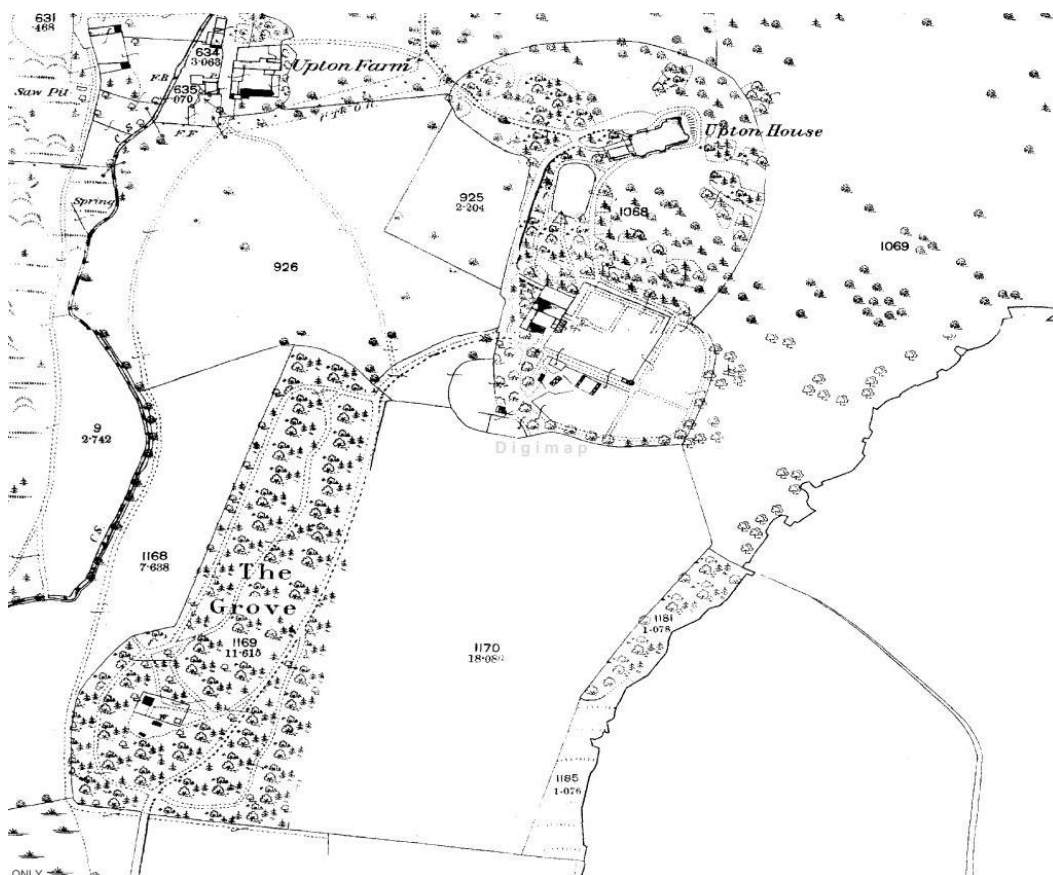 631
.468
634
3.063
Upton Farm
F.B.
Saw Pit
635
.070
F.F.
Upton House
Spring
925
2.204
1068
1069
926
9
2.742
Digimap
C.S.
1168
7.638
The
Grove
1169
11.615
1170
1181
1.078
1185
1.076
ONLY